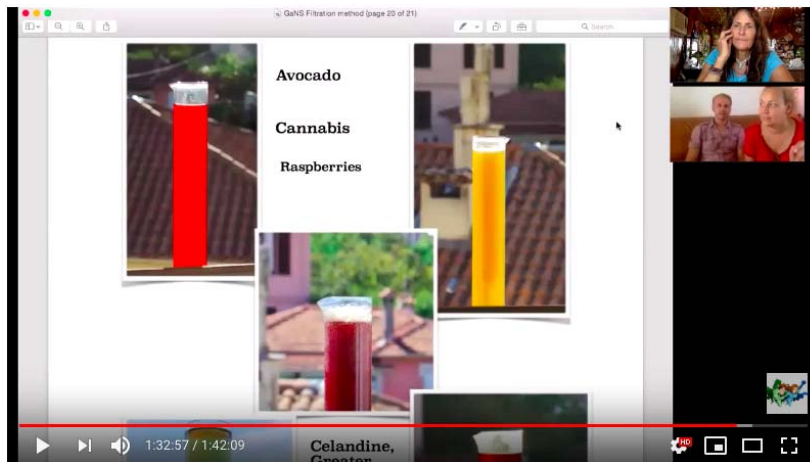 GaNS Filtration method (page 20 of 21)
Search
Avocado
Cannabis
Raspberries
Celandine,
Greater
1:32:57 / 1:42:09
HD